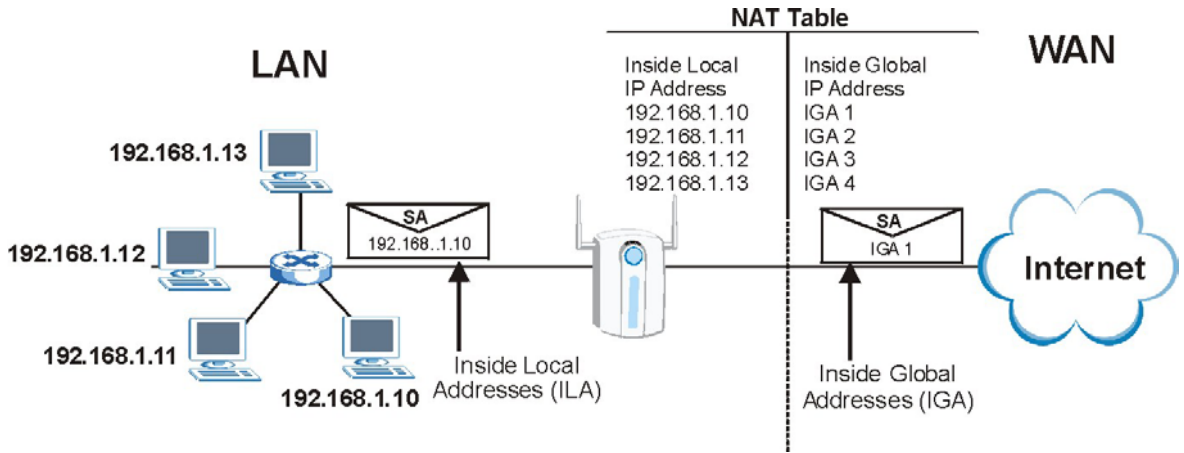 NAT Table
LAN
WAN
Inside Local
IP Address
192.168.1.10
192.168.1.11
192.168.1.12
192.168.1.13
Inside Global
IP Address
IGA 1
IGA 2
IGA 3
IGA 4
192.168.1.13
SA
192.168..1.10
SA
IGA 1
192.168.1.12
Internet
192.168.1.11
192.168.1.10
Inside Local
Addresses (ILA)
Inside Global
Addresses (IGA)